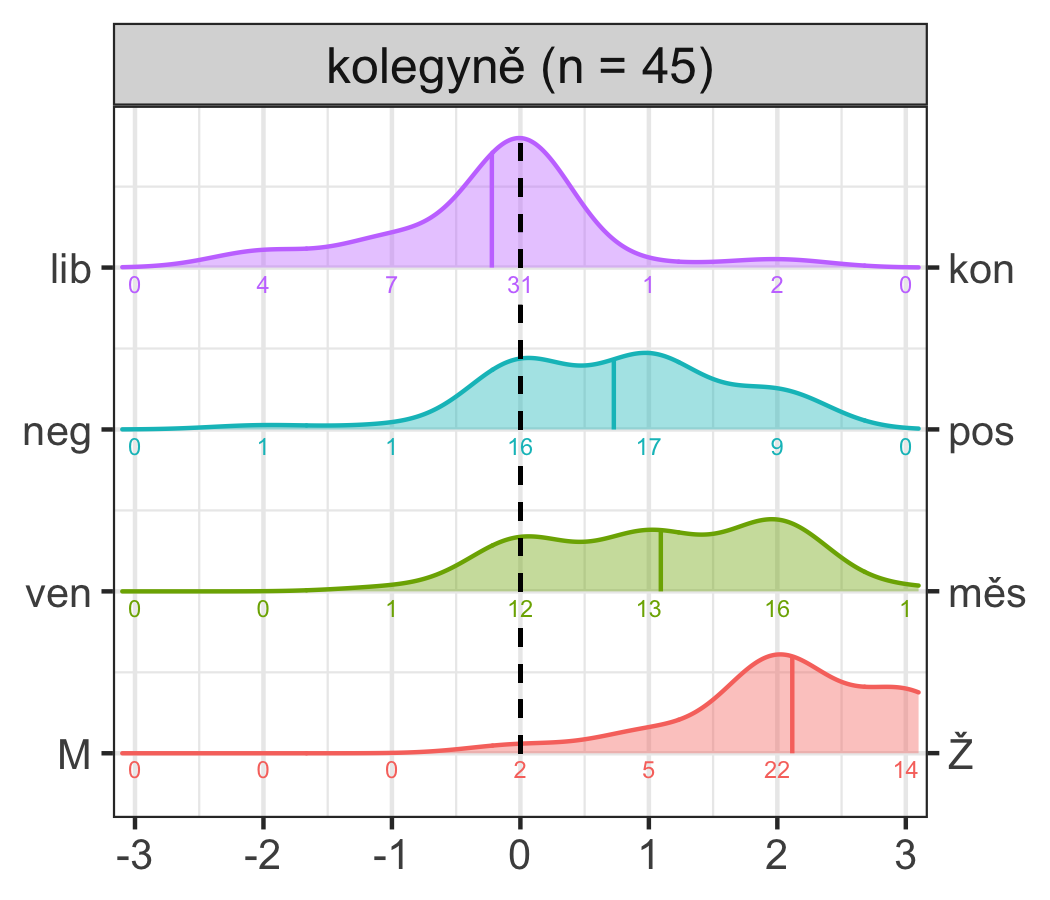 kolegyně (n = 45)
lib kon
0 4 7 31 1 2 0
neg pos
0 1 1 16 17 9 0
ven měs
0 0 1 12 13 16 1
M Ž
0 0 0 2 5 22 14
-3 -2 -1 0 1 2 3